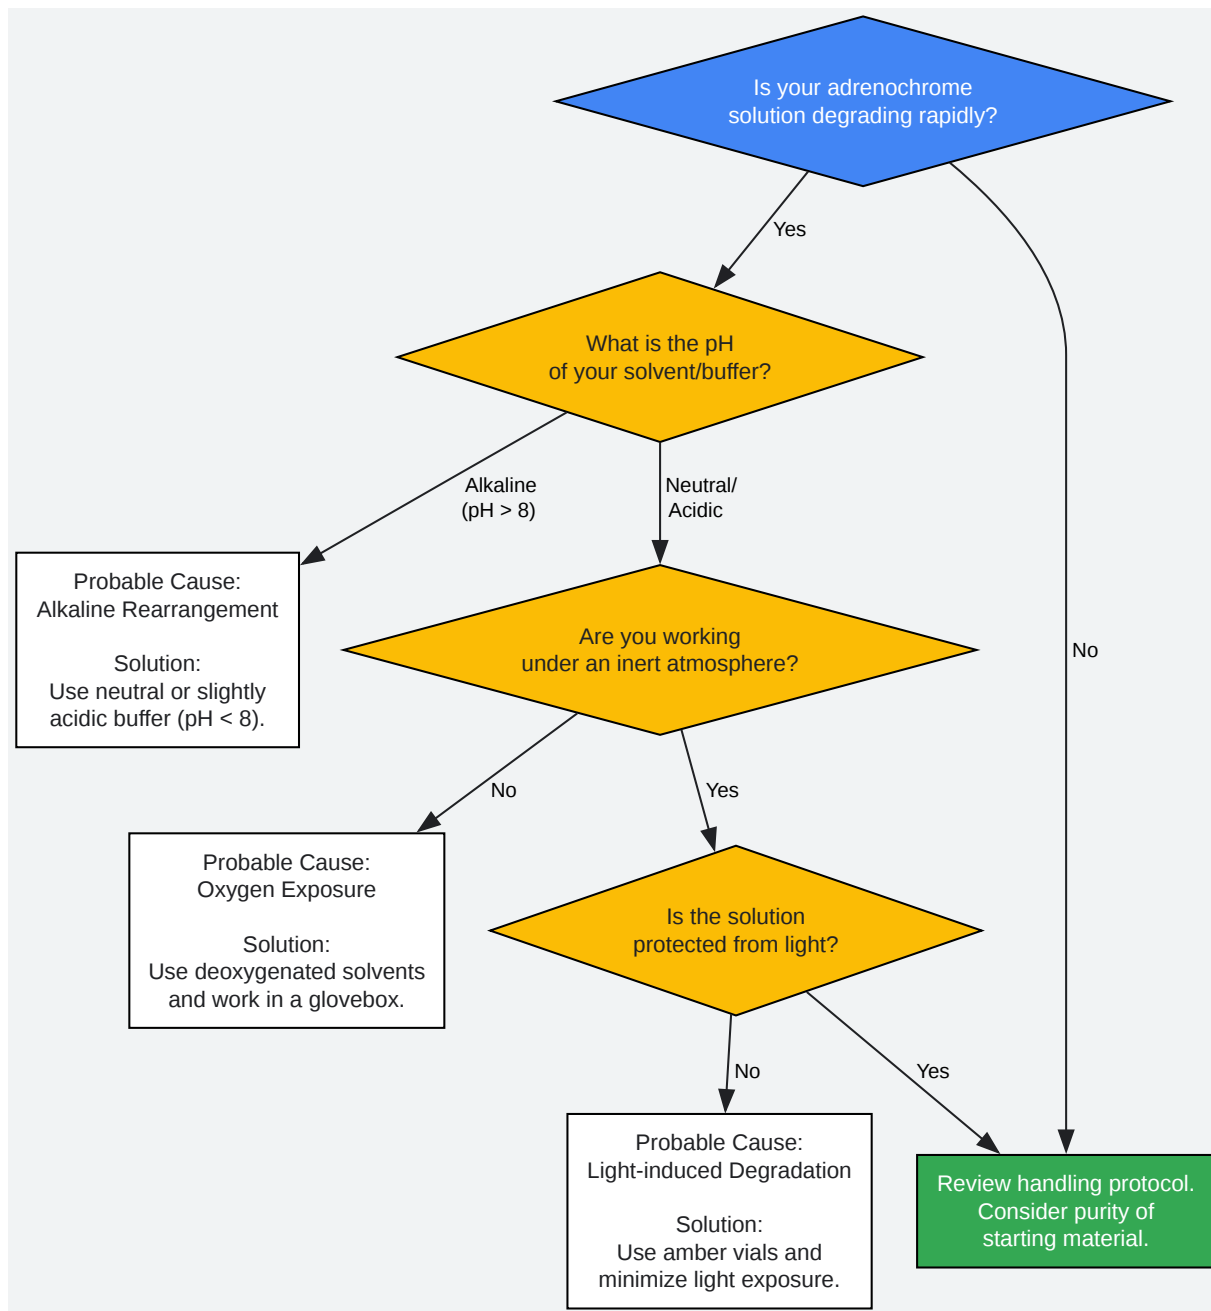 Is your adrenochrome
solution degrading rapidly?
Yes
What is the pH
of your solvent/buffer?
Alkaline
(pH > 8)
Neutral/
Acidic
Probable Cause:
Alkaline Rearrangement
Solution:
Use neutral or slightly
acidic buffer (pH < 8).
Are you working
under an inert atmosphere?
No
No
Yes
Probable Cause:
Oxygen Exposure
Solution:
Use deoxygenated solvents
and work in a glovebox.
Is the solution
protected from light?
No
Yes
Probable Cause:
Light-induced Degradation
Solution:
Use amber vials and
minimize light exposure.
Review handling protocol.
Consider purity of
starting material.